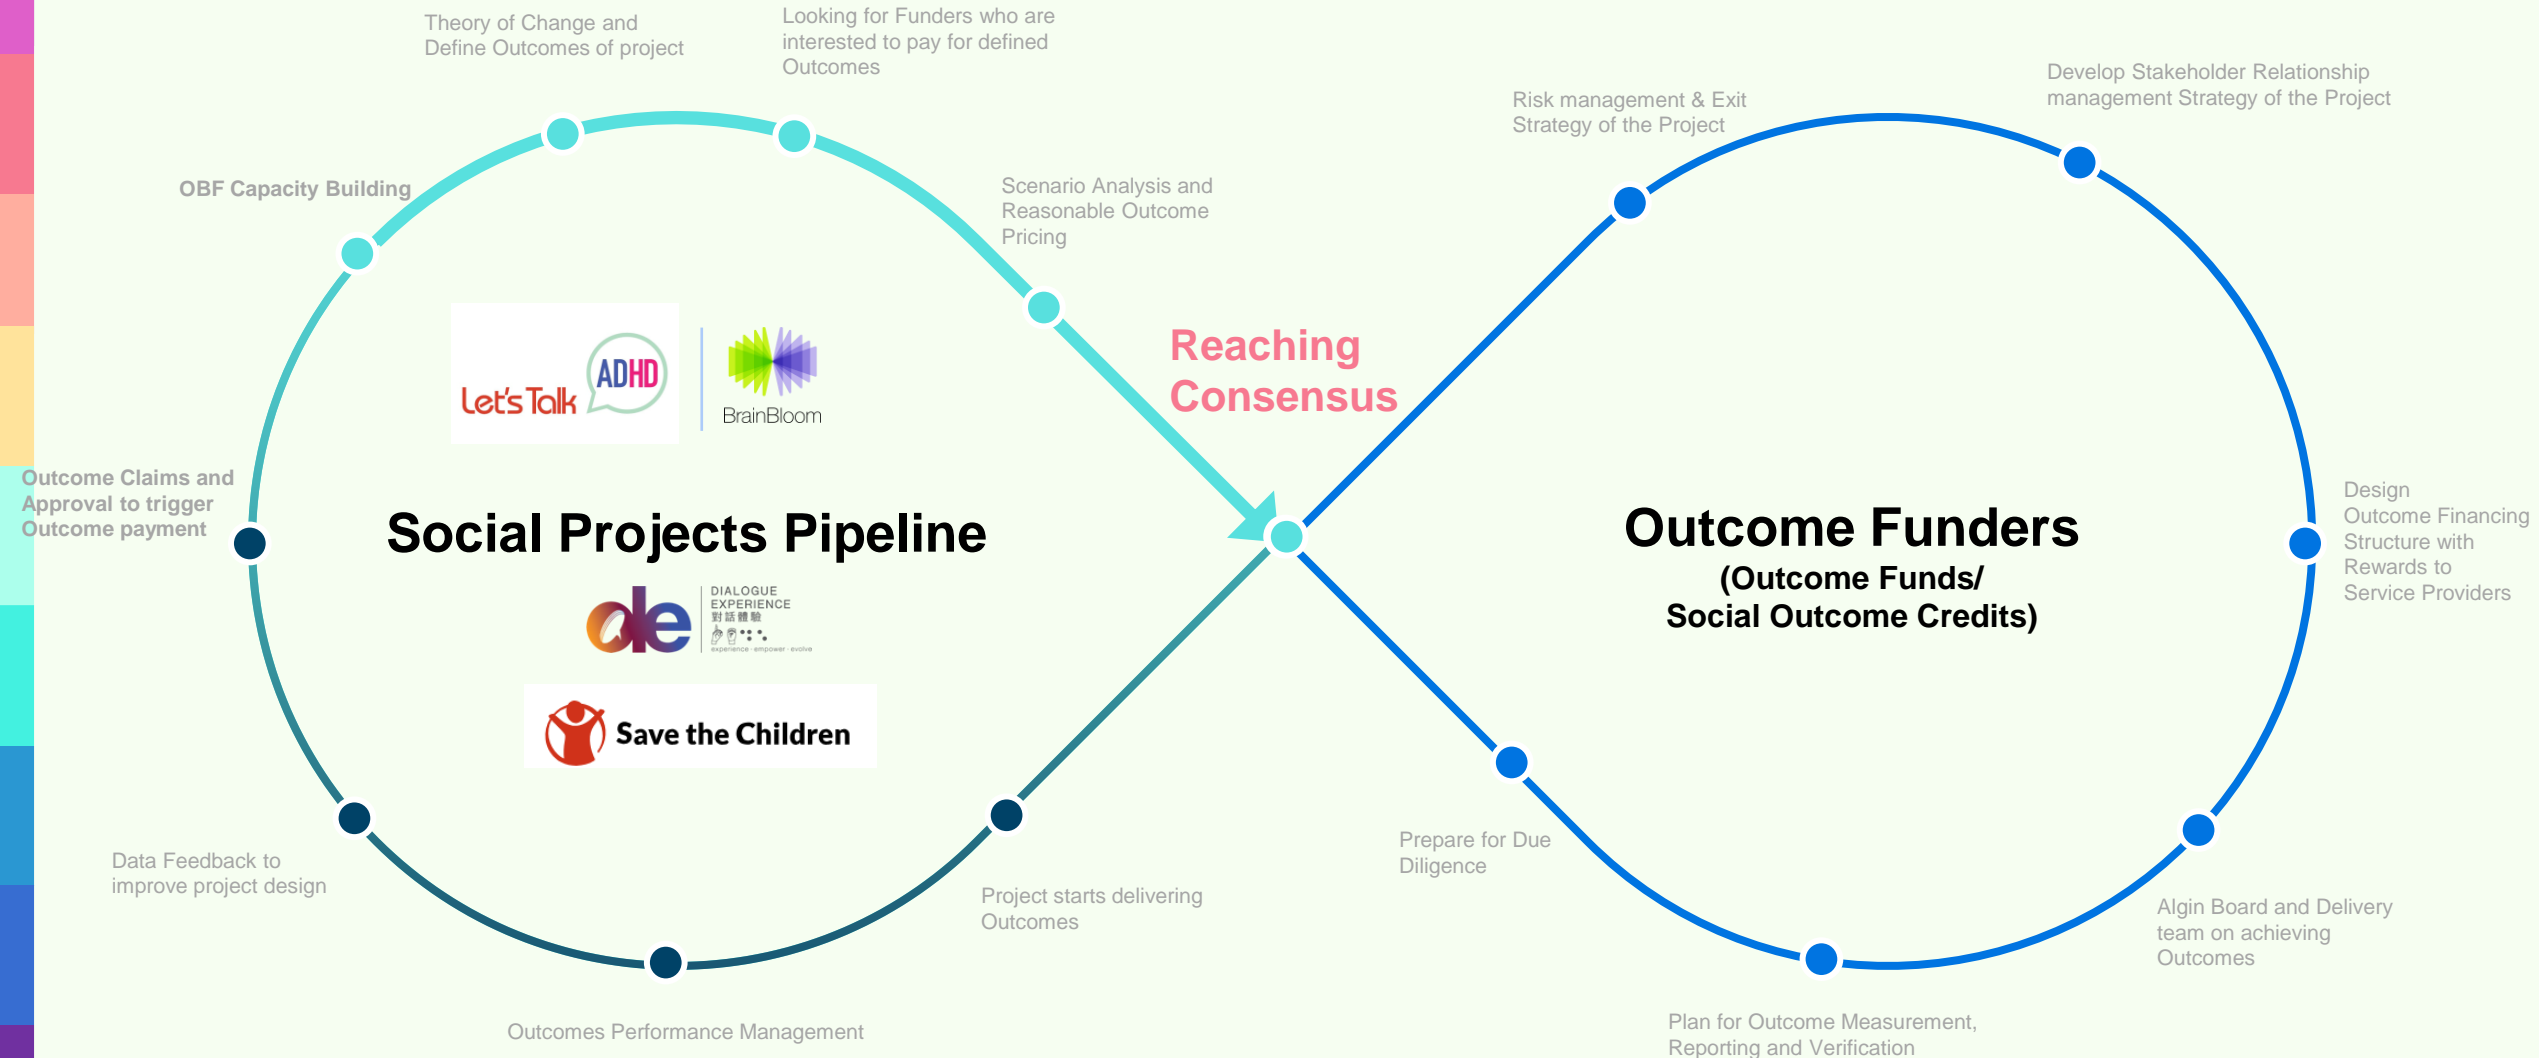 Theory of Change and
Define Outcomes of project
Looking for Funders who are
interested to pay for defined
Outcomes
Risk management & Exit
Strategy of the Project
Develop Stakeholder Relationship
management Strategy of the Project
OBF Capacity Building
Scenario Analysis and
Reasonable Outcome
Pricing
Let's Talk
ADHD
BrainBloom
Reaching
Consensus
Outcome Claims and
Approval to trigger
Outcome payment
Social Projects Pipeline
Outcome Funders
(Outcome Funds/
Social Outcome Credits)
Design
Outcome Financing
Structure with
Rewards to
Service Providers
de
DIALOGUE
EXPERIENCE
對話體驗
experience · empower · evolve
Save the Children
Data Feedback to
improve project design
Project starts delivering
Outcomes
Prepare for Due
Diligence
Algin Board and Delivery
team on achieving
Outcomes
Outcomes Performance Management
Plan for Outcome Measurement,
Reporting and Verification